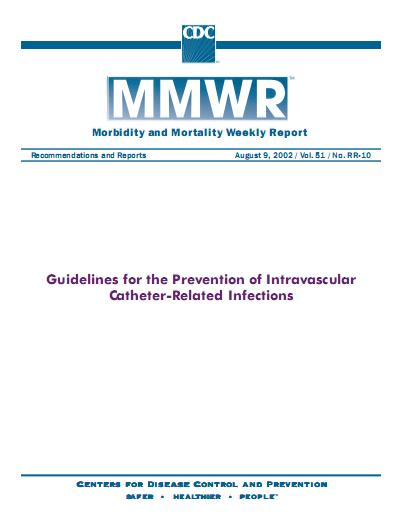 CDC
MMWR™
Morbidity and Mortality Weekly Report
Recommendations and Reports August 9, 2002 / Vol. 51 / No. RR-10
Guidelines for the Prevention of Intravascular
Catheter-Related Infections
CENTERS FOR DISEASE CONTROL AND PREVENTION
SAFER • HEALTHIER • PEOPLE™